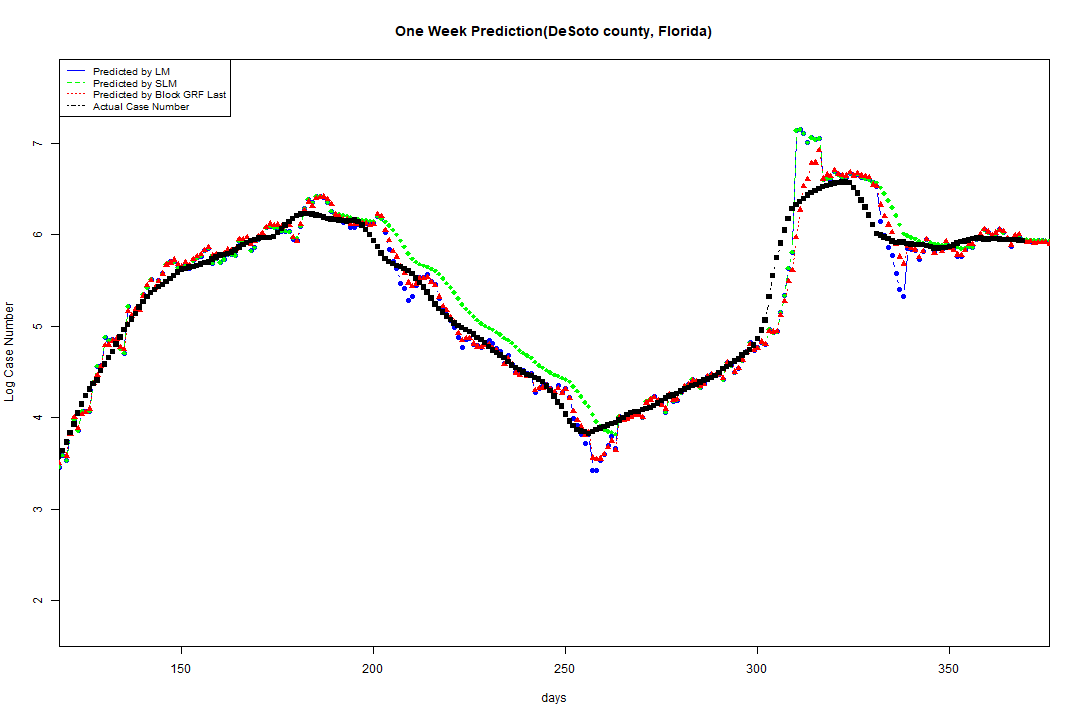 One Week Prediction(DeSoto county, Florida)
Predicted by LM
Predicted by SLM
Predicted by Block GRF Last
Actual Case Number
7
6
5
4
3
2
Log Case Number
150 200 250 300 350
days